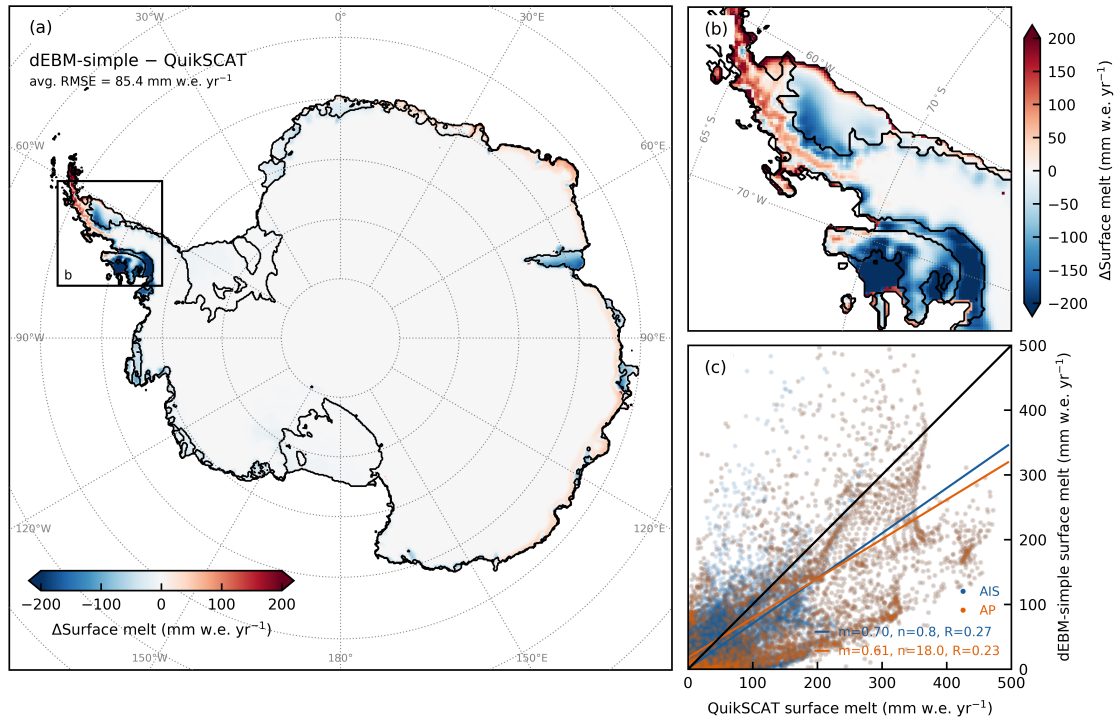 (a)
dEBM-simple − QuikSCAT
avg. RMSE = 85.4 mm w.e. yr⁻¹
30°W
0°
30°E
60°W
60°E
b
90°W
90°E
120°W
120°E
150°W
180°
150°E
−200
−100
0
100
200
ΔSurface melt (mm w.e. yr⁻¹)
(b)
60°W
70°S
65°S
70°W
200
150
100
50
0
−50
−100
−150
−200
ΔSurface melt (mm w.e. yr⁻¹)
(c)
500
400
300
200
100
0
dEBM-simple surface melt (mm w.e. yr⁻¹)
AIS
AP
m=0.70, n=0.8, R=0.27
m=0.61, n=18.0, R=0.23
0
100
200
300
400
500
QuikSCAT surface melt (mm w.e. yr⁻¹)